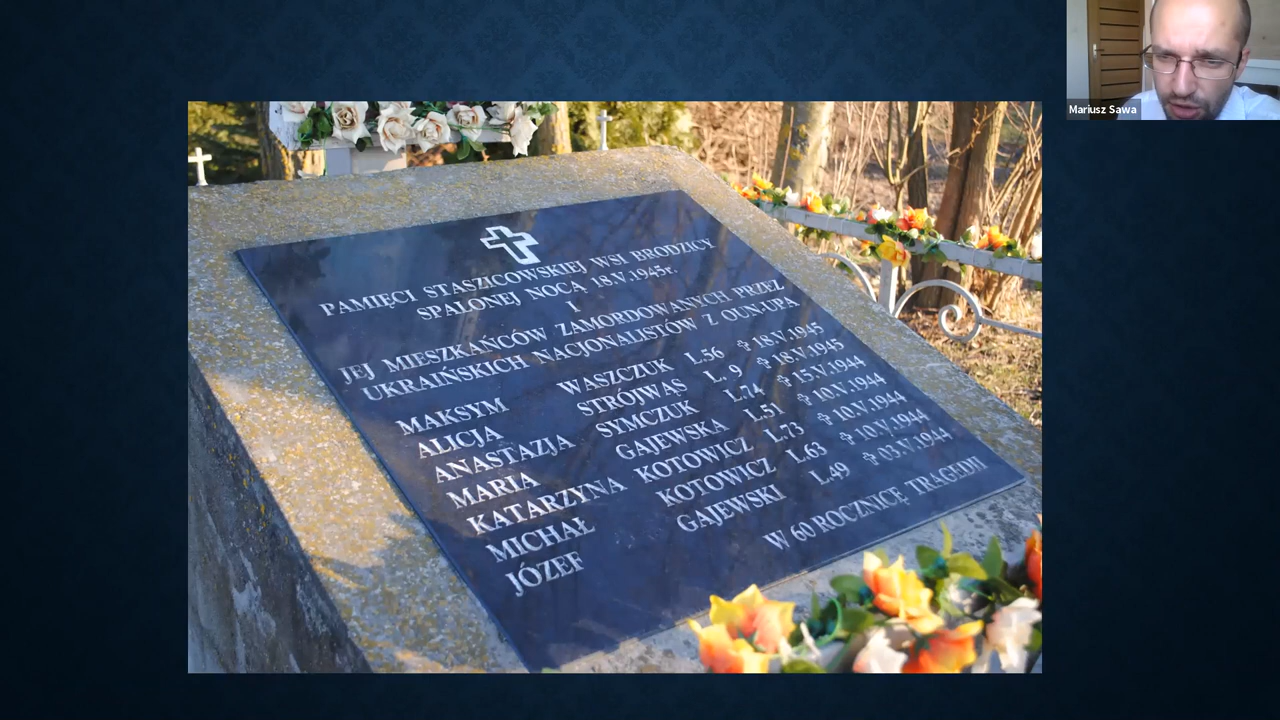 Mariusz Sawa
PAMIĘCI STASZICOWSKIEJ WSI BRODZICY
SPALONEJ NOCĄ 18.V.1945r.
I
JEJ MIESZKAŃCÓW ZAMORDOWANYCH PRZEZ
UKRAIŃSKICH NACJONALISTÓW Z OUN-UPA
MAKSYM WASZCZUK L.56 ✞ 18.V.1945
ALICJA STRÓJWĄS L. 9 ✞ 18.V.1945
ANASTAZJA SYMCZUK L.74 ✞ 15.V.1944
MARIA GAJEWSKA L.51 ✞ 10.V.1944
KATARZYNA KOTOWICZ L.73 ✞ 10.V.1944
MICHAŁ KOTOWICZ L.63 ✞ 10.V.1944
JÓZEF GAJEWSKI L.49 ✞ 03.V.1944
W 60 ROCZNICĘ TRAGEDII